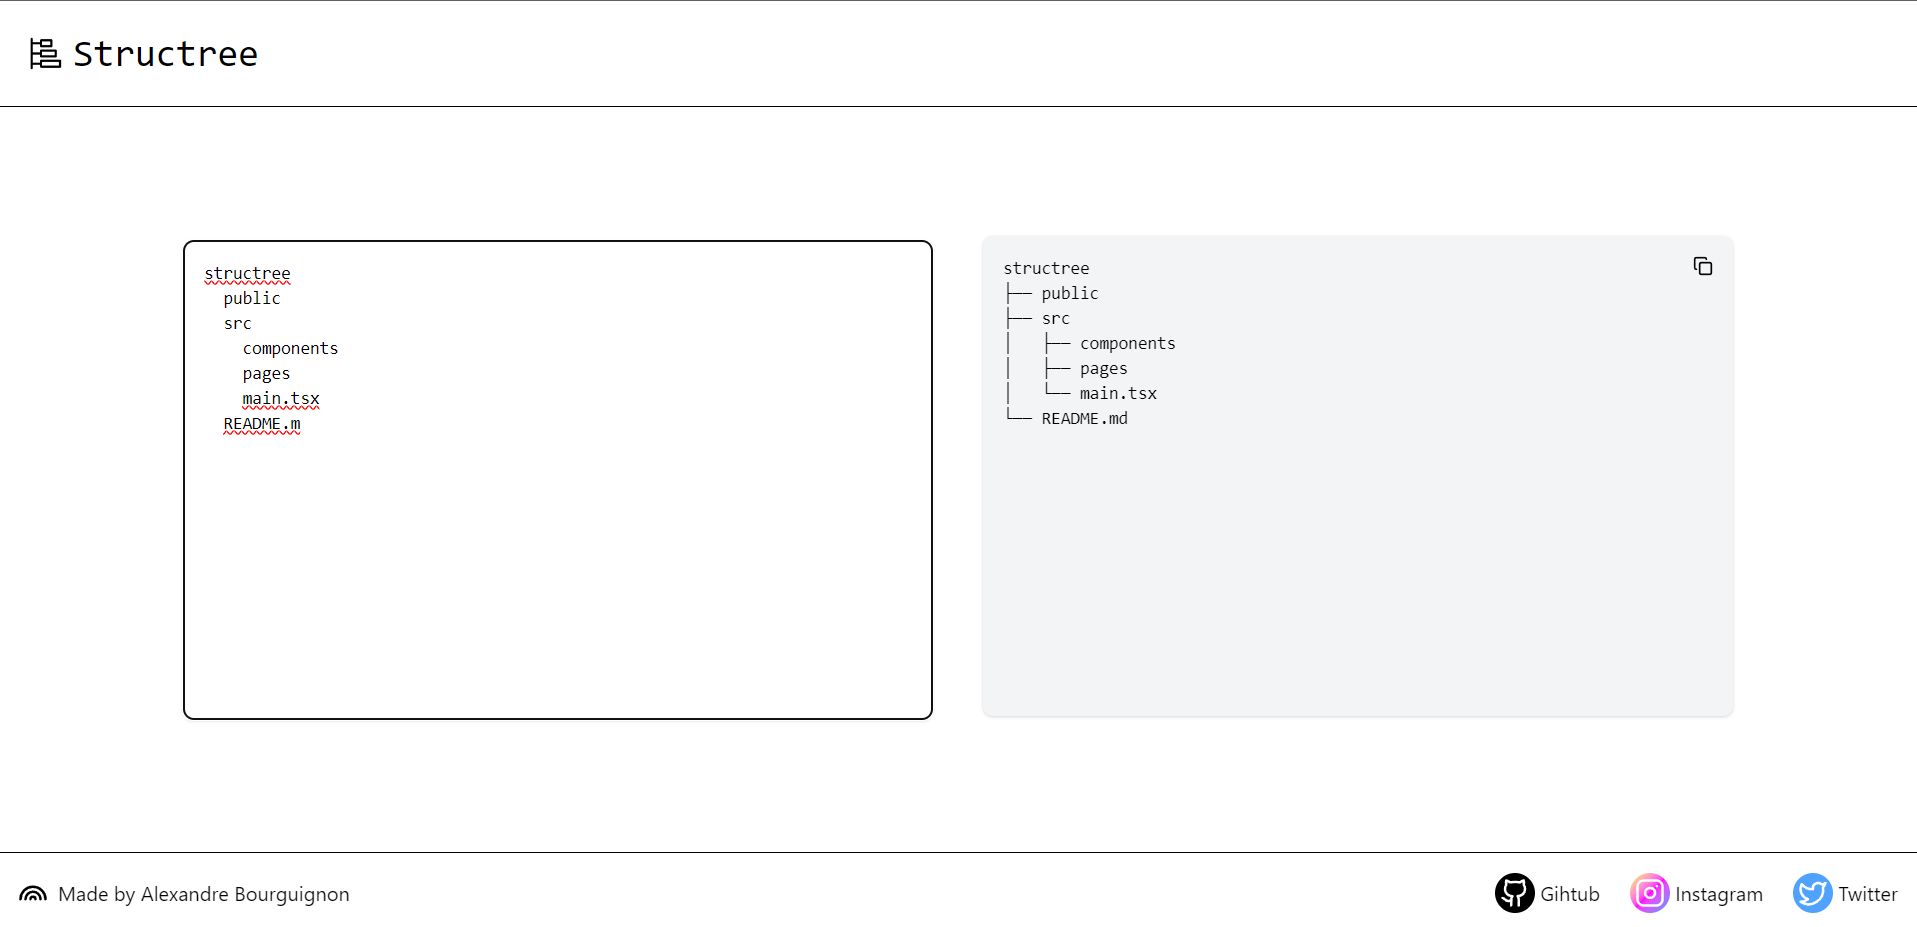 Structree
structree
  public
  src
    components
    pages
    main.tsx
  README.m
structree
├── public
├── src
│   ├── components
│   ├── pages
│   └── main.tsx
└── README.md
Made by Alexandre Bourguignon
Gihtub
Instagram
Twitter